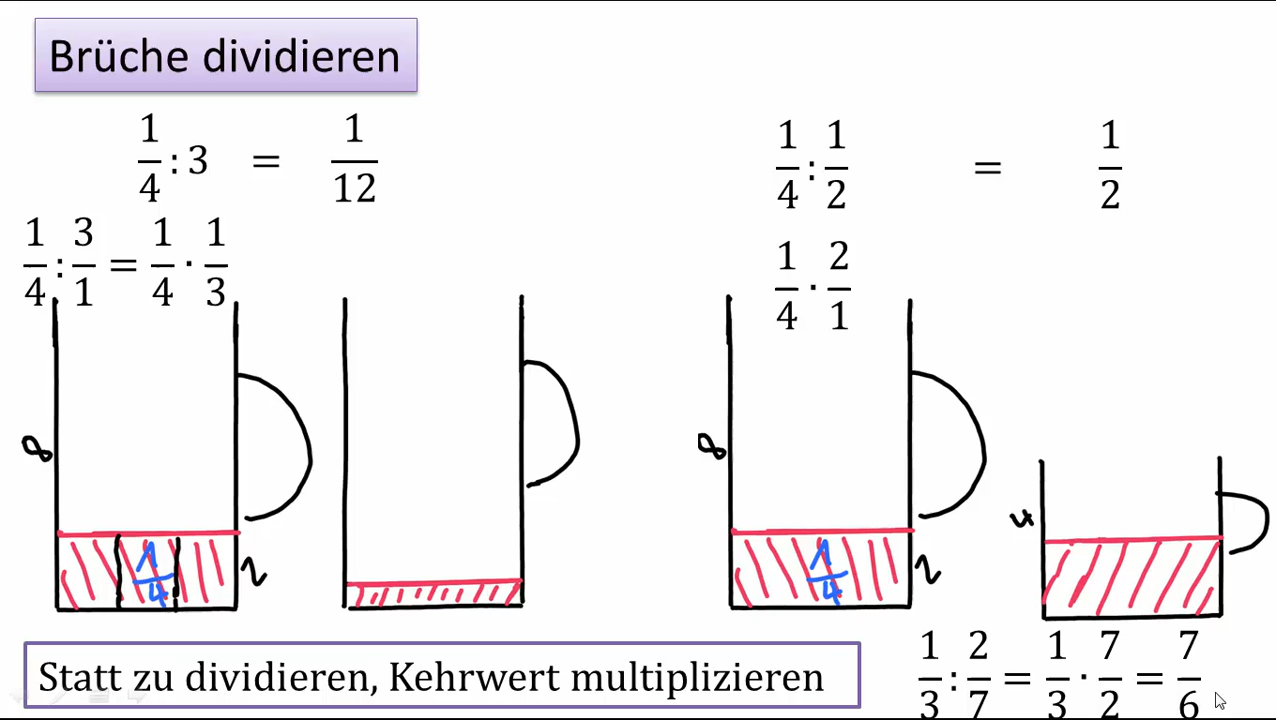 Brüche dividieren
1/4 : 3 = 1/12
1/4 : 3/1 = 1/4 · 1/3
8
1/4
2
1/4 : 1/2 = 1/2
1/4 · 2/1
8
1/4
2
4
Statt zu dividieren, Kehrwert multiplizieren
1/3 : 2/7 = 1/3 · 7/2 = 7/6